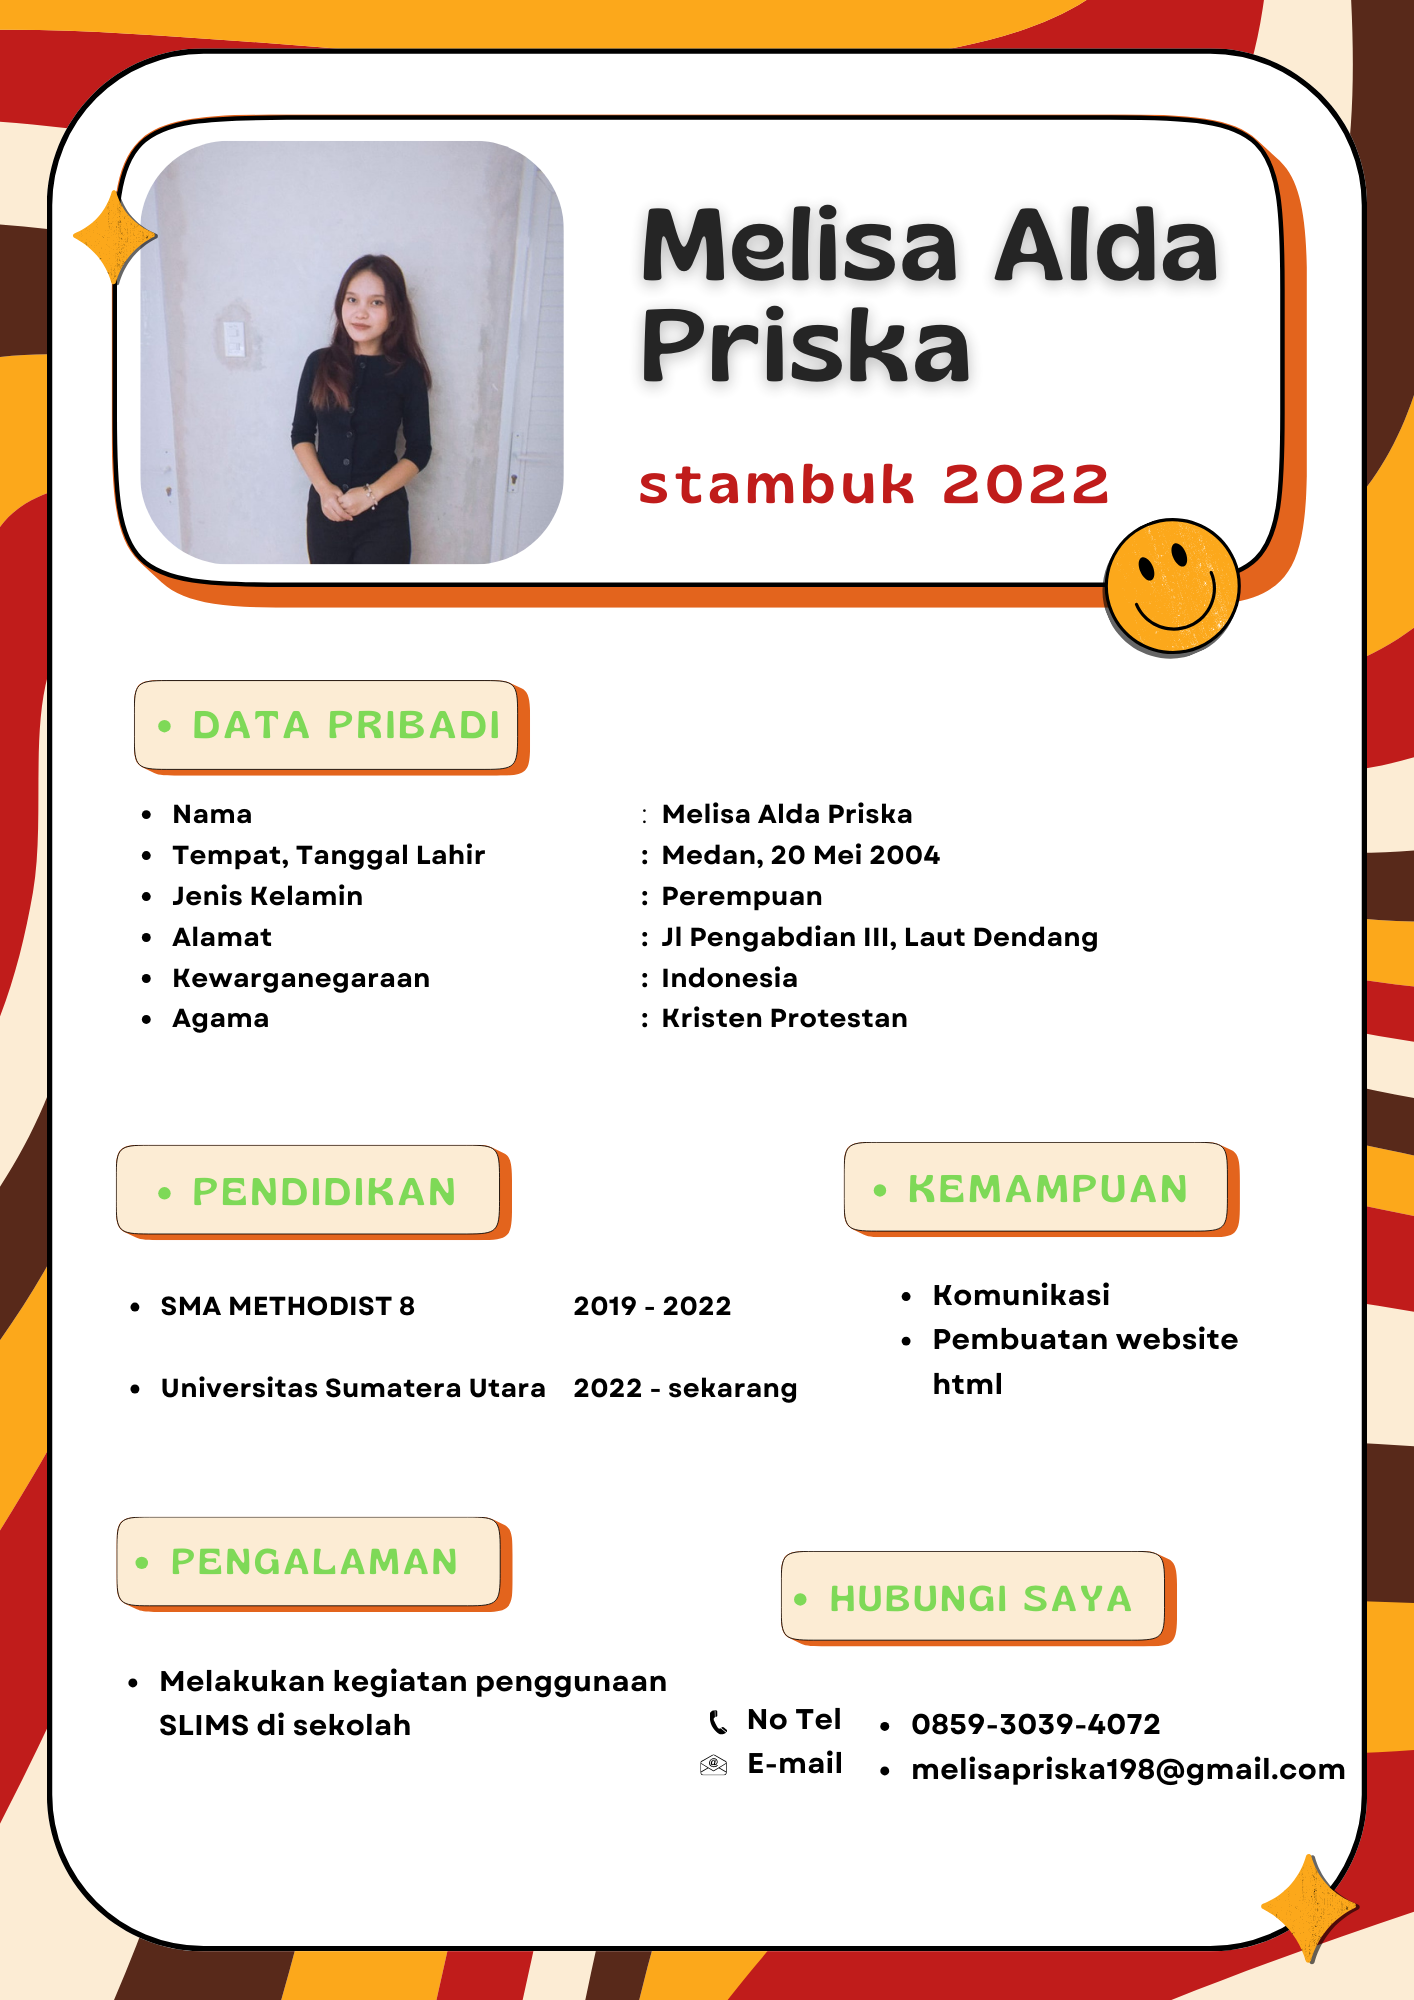 Melisa Alda
Priska
stambuk 2022
• DATA PRIBADI
• Nama : Melisa Alda Priska
• Tempat, Tanggal Lahir : Medan, 20 Mei 2004
• Jenis Kelamin : Perempuan
• Alamat : Jl Pengabdian III, Laut Dendang
• Kewarganegaraan : Indonesia
• Agama : Kristen Protestan
• PENDIDIKAN
• SMA METHODIST 8 2019 - 2022
• Universitas Sumatera Utara 2022 - sekarang
• KEMAMPUAN
• Komunikasi
• Pembuatan website
html
• PENGALAMAN
• Melakukan kegiatan penggunaan
SLIMS di sekolah
• HUBUNGI SAYA
No Tel • 0859-3039-4072
E-mail • melisapriska198@gmail.com